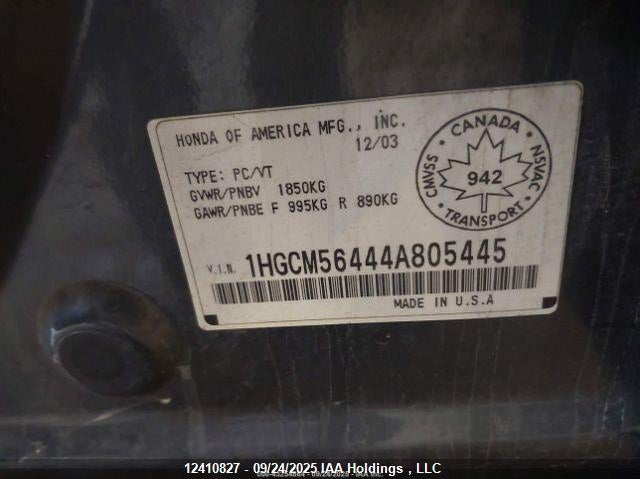 HONDA OF AMERICA MFG., INC.
12/03
TYPE: PC/VT
GVWR/PNBV 1850KG
GAWR/PNBE F 995KG R 890KG
CANADA
CMVSS
942
NSVAC
TRANSPORT
V.I.N. 1HGCM56444A805445
MADE IN U.S.A
12410827 - 09/24/2025 IAA Holdings , LLC